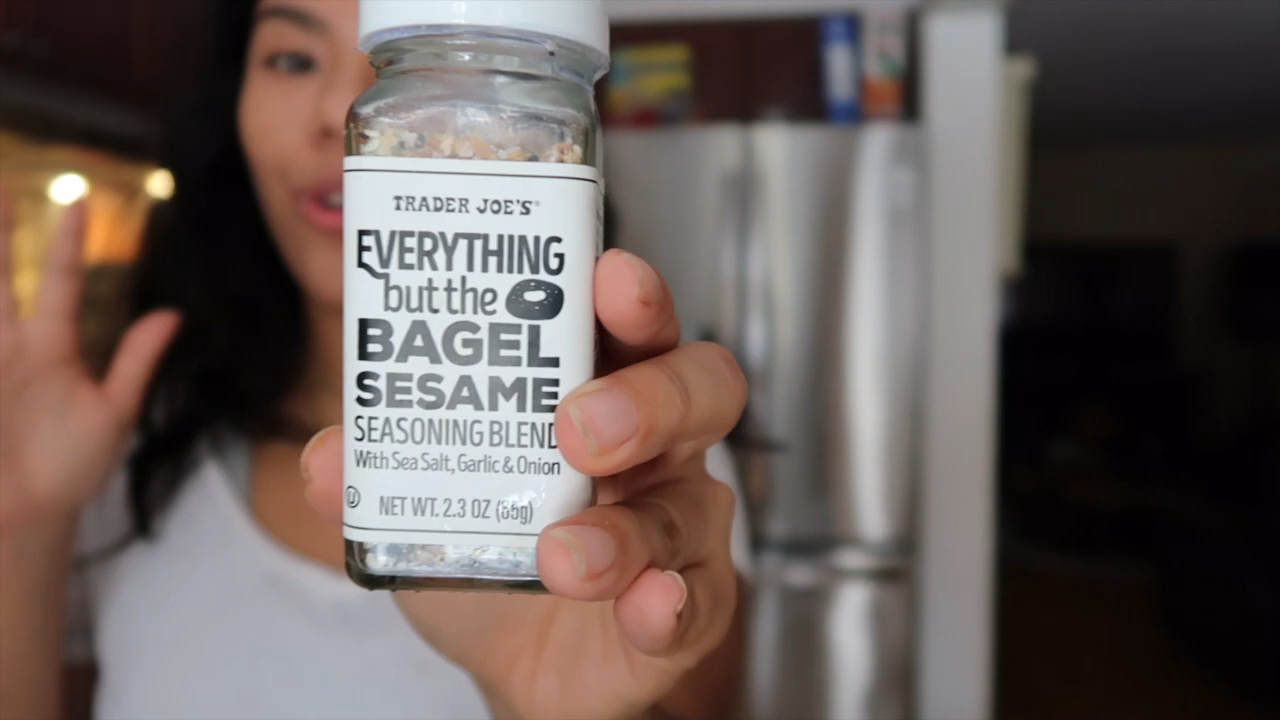 TRADER JOE'S®
EVERYTHING
but the
BAGEL
SESAME
SEASONING BLEND
With Sea Salt, Garlic & Onion
U
NET WT. 2.3 OZ (65g)